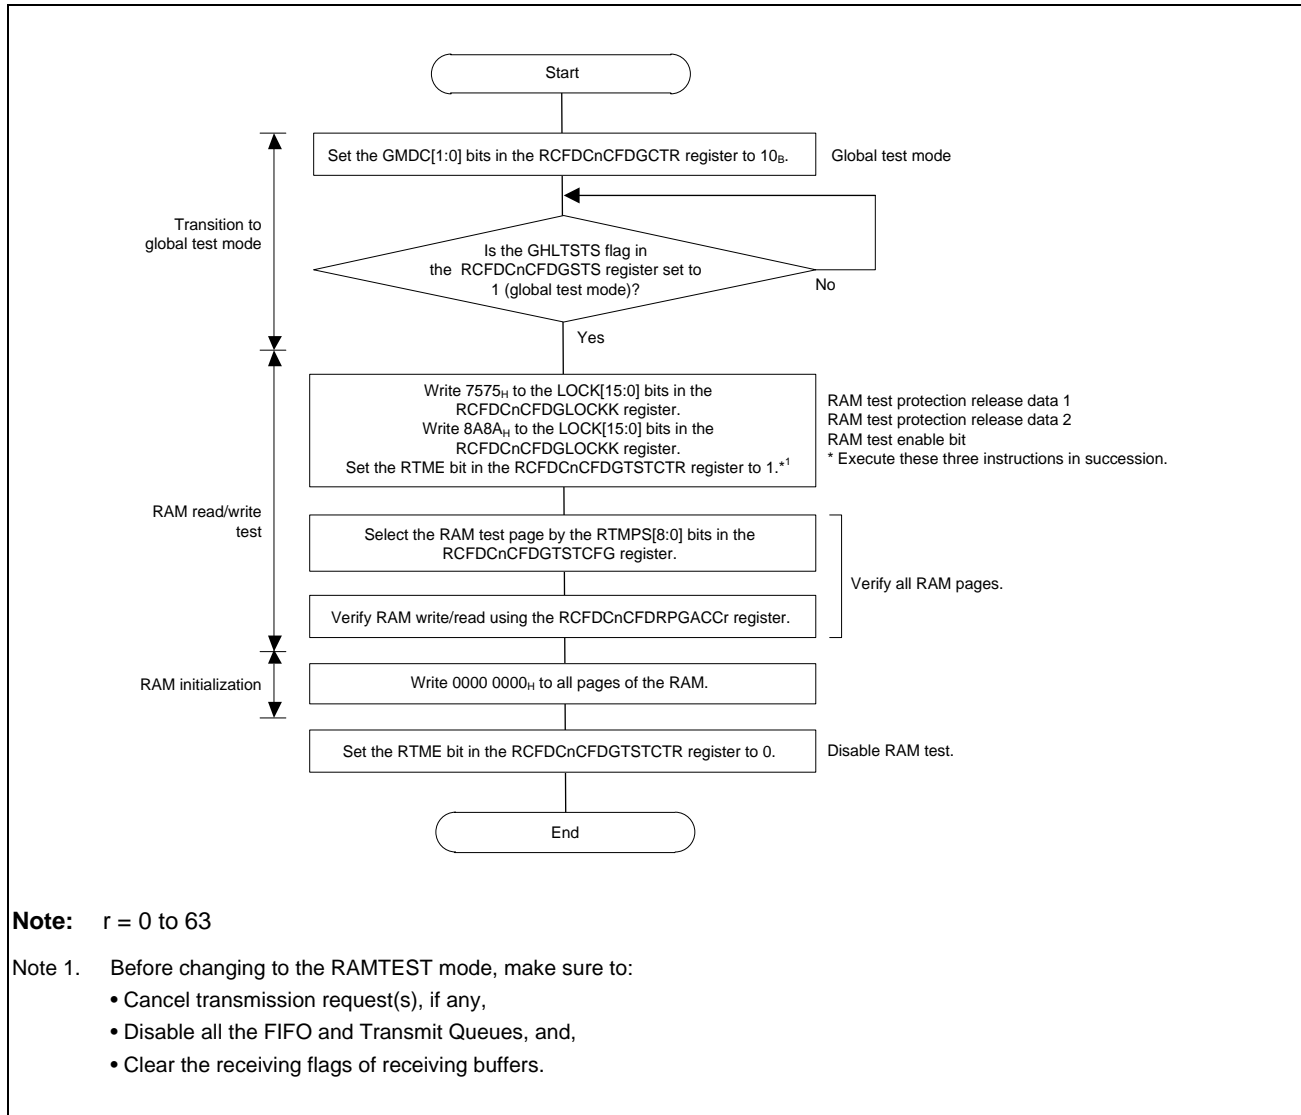 Start
Set the GMDC[1:0] bits in the RCFDCnCFDGCTR register to 10B.
Global test mode
Transition to
global test mode
Is the GHLTSTS flag in
the RCFDCnCFDGSTS register set to
1 (global test mode)?
No
Yes
Write 7575H to the LOCK[15:0] bits in the
RCFDCnCFDGLOCKK register.
Write 8A8AH to the LOCK[15:0] bits in the
RCFDCnCFDGLOCKK register.
Set the RTME bit in the RCFDCnCFDGTSTCTR register to 1.*1
RAM test protection release data 1
RAM test protection release data 2
RAM test enable bit
* Execute these three instructions in succession.
RAM read/write
test
Select the RAM test page by the RTMPS[8:0] bits in the
RCFDCnCFDGTSTCFG register.
Verify all RAM pages.
Verify RAM write/read using the RCFDCnCFDRPGACCr register.
RAM initialization
Write 0000 0000H to all pages of the RAM.
Set the RTME bit in the RCFDCnCFDGTSTCTR register to 0.
Disable RAM test.
End
Note: r = 0 to 63
Note 1. Before changing to the RAMTEST mode, make sure to:
• Cancel transmission request(s), if any,
• Disable all the FIFO and Transmit Queues, and,
• Clear the receiving flags of receiving buffers.